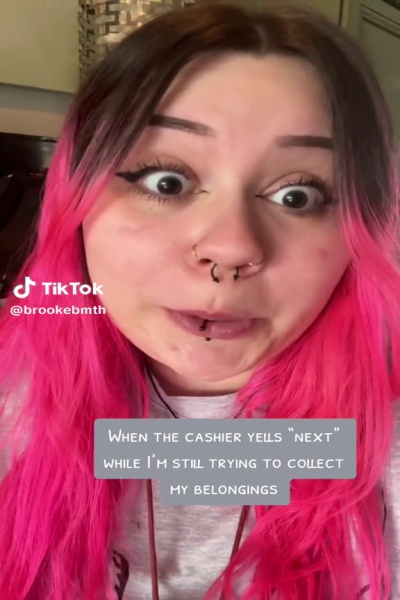 TikTok
@brookebmth
When the cashier yells “next”
while I'm still trying to collect
my belongings